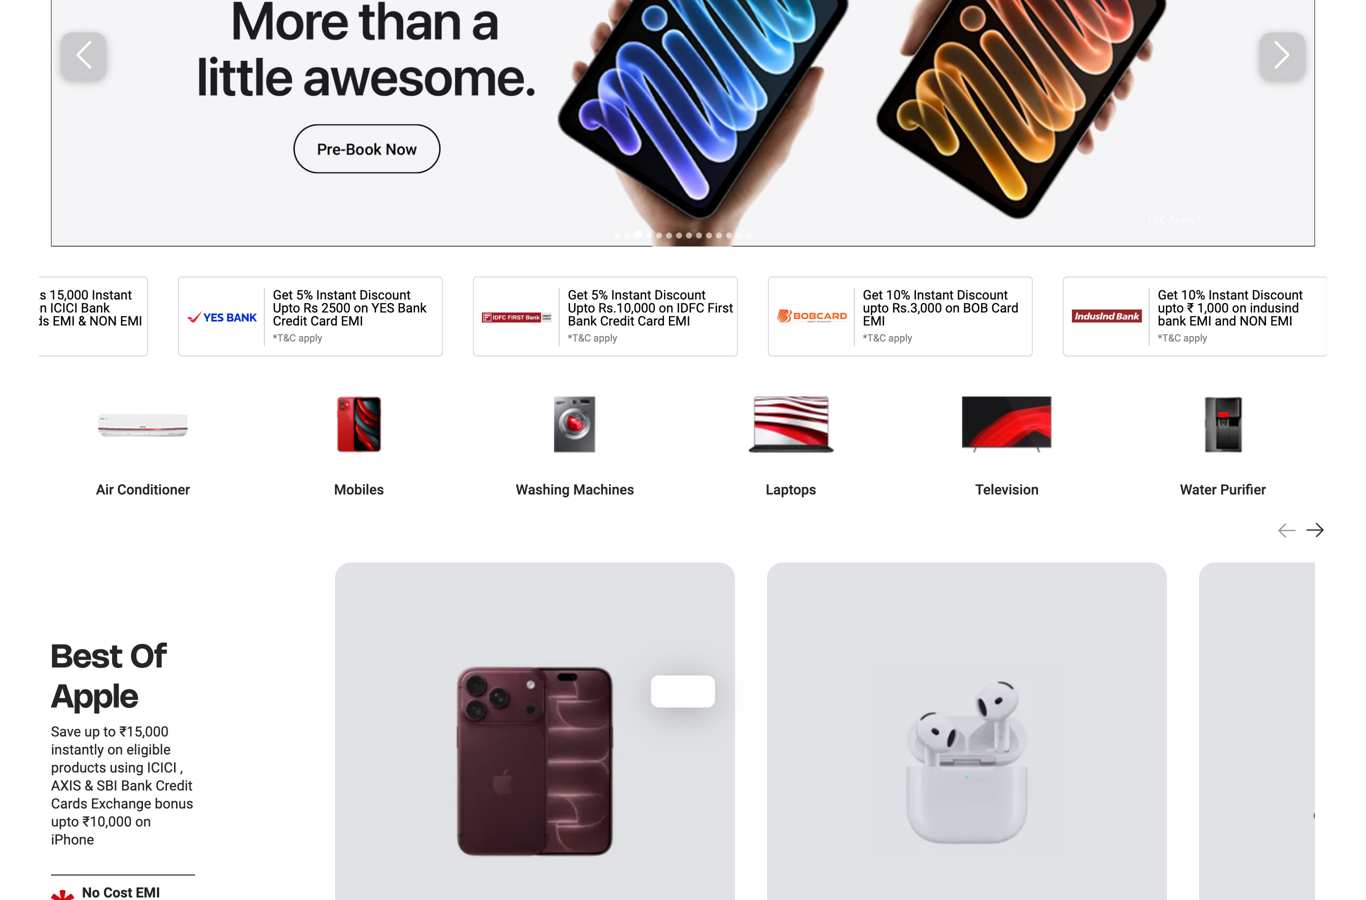 More than a
little awesome.
Pre-Book Now
s 15,000 Instant
n ICICI Bank
ds EMI & NON EMI
YES BANK
Get 5% Instant Discount
Upto Rs 2500 on YES Bank
Credit Card EMI
*T&C apply
IDFC FIRST Bank
Get 5% Instant Discount
Upto Rs.10,000 on IDFC First
Bank Credit Card EMI
*T&C apply
BOBCARD
Get 10% Instant Discount
upto Rs.3,000 on BOB Card
EMI
*T&C apply
IndusInd Bank
Get 10% Instant Discount
upto ₹ 1,000 on indusind
bank EMI and NON EMI
*T&C apply
Air Conditioner
Mobiles
Washing Machines
Laptops
Television
Water Purifier
Best Of
Apple
Save up to ₹15,000
instantly on eligible
products using ICICI ,
AXIS & SBI Bank Credit
Cards Exchange bonus
upto ₹10,000 on
iPhone
No Cost EMI